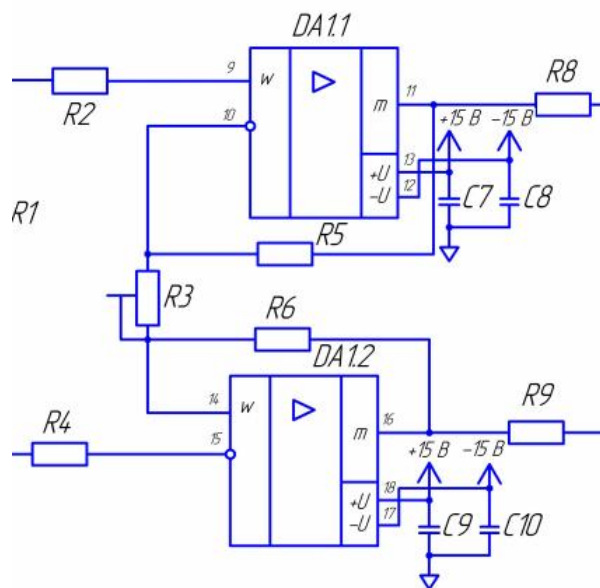 DA1.1
R2
9
W
10
m
11
+U
-U
13
12
+15 В
-15 В
C7
C8
R8
R1
R5
R3
R6
DA1.2
R4
14
W
15
m
16
+U
-U
18
17
+15 В
-15 В
C9
C10
R9